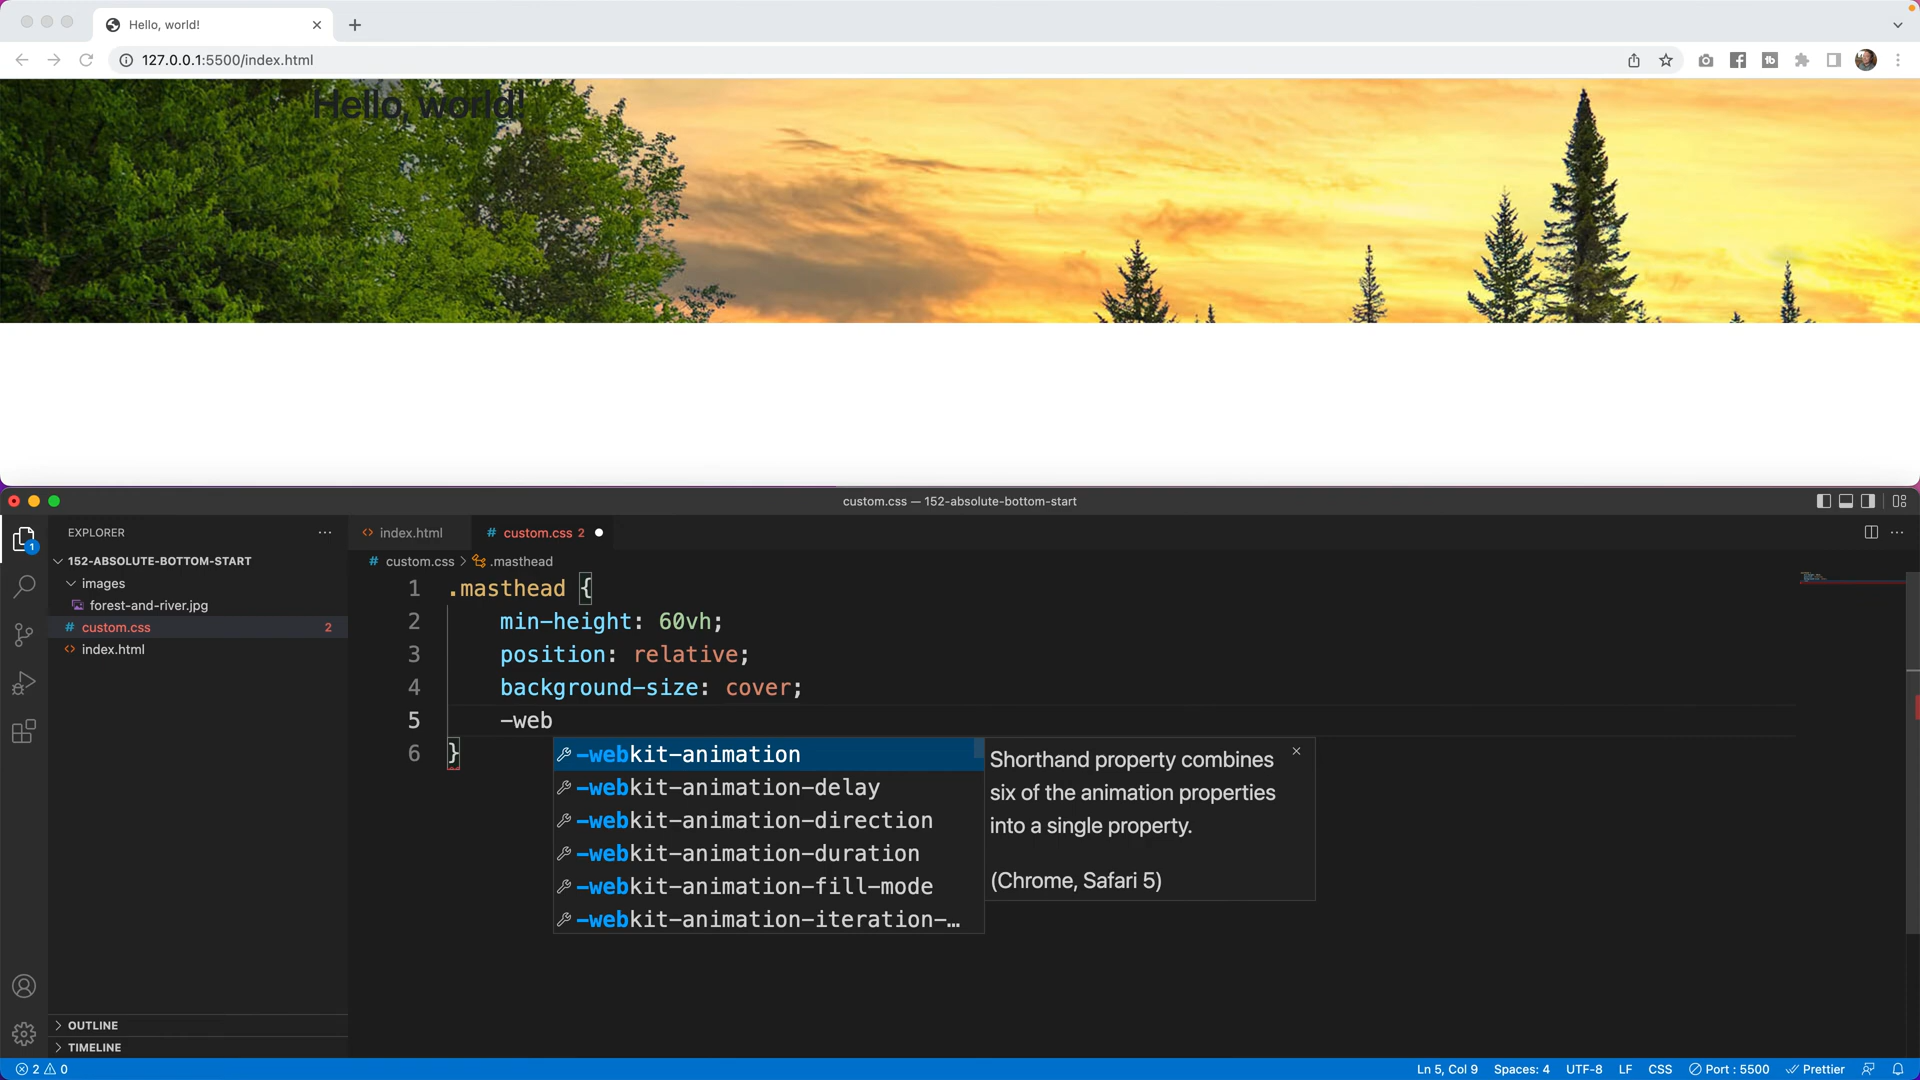 Hello, world!
127.0.0.1:5500/index.html
Hello, world!
custom.css — 152-absolute-bottom-start
EXPLORER
152-ABSOLUTE-BOTTOM-START
images
forest-and-river.jpg
custom.css 2
index.html
OUTLINE
TIMELINE
1
index.html
custom.css 2
custom.css > .masthead
1 .masthead {
2 min-height: 60vh;
3 position: relative;
4 background-size: cover;
5 -web
6 }
-webkit-animation
-webkit-animation-delay
-webkit-animation-direction
-webkit-animation-duration
-webkit-animation-fill-mode
-webkit-animation-iteration-…
Shorthand property combines
six of the animation properties
into a single property.
(Chrome, Safari 5)
2 0
Ln 5, Col 9 Spaces: 4 UTF-8 LF CSS Port : 5500 Prettier